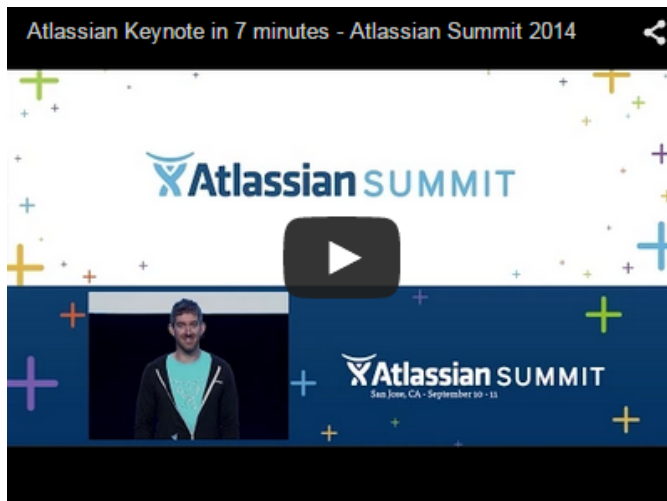 Atlassian Keynote in 7 minutes - Atlassian Summit 2014
Atlassian SUMMIT
Atlassian SUMMIT
San Jose, CA - September 10 - 11